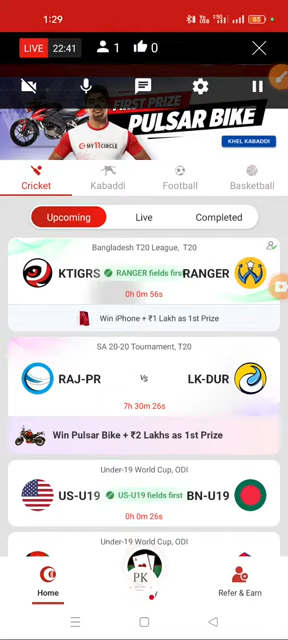 1:29
85
LIVE 22:41 1 0
FIRST PRIZE
PULSAR BIKE
MY11CIRCLE
KHEL KABADDI
Cricket Kabaddi Football Basketball
Upcoming Live Completed
Bangladesh T20 League, T20
KTIGRS RANGER fields first RANGER
0h 0m 56s
Win iPhone + ₹1 Lakh as 1st Prize
SA 20-20 Tournament, T20
RAJ-PR Vs LK-DUR
7h 30m 26s
Win Pulsar Bike + ₹2 Lakhs as 1st Prize
Under-19 World Cup, ODI
US-U19 US-U19 fields first BN-U19
0h 0m 26s
Under-19 World Cup, ODI
PK
Home Refer & Earn